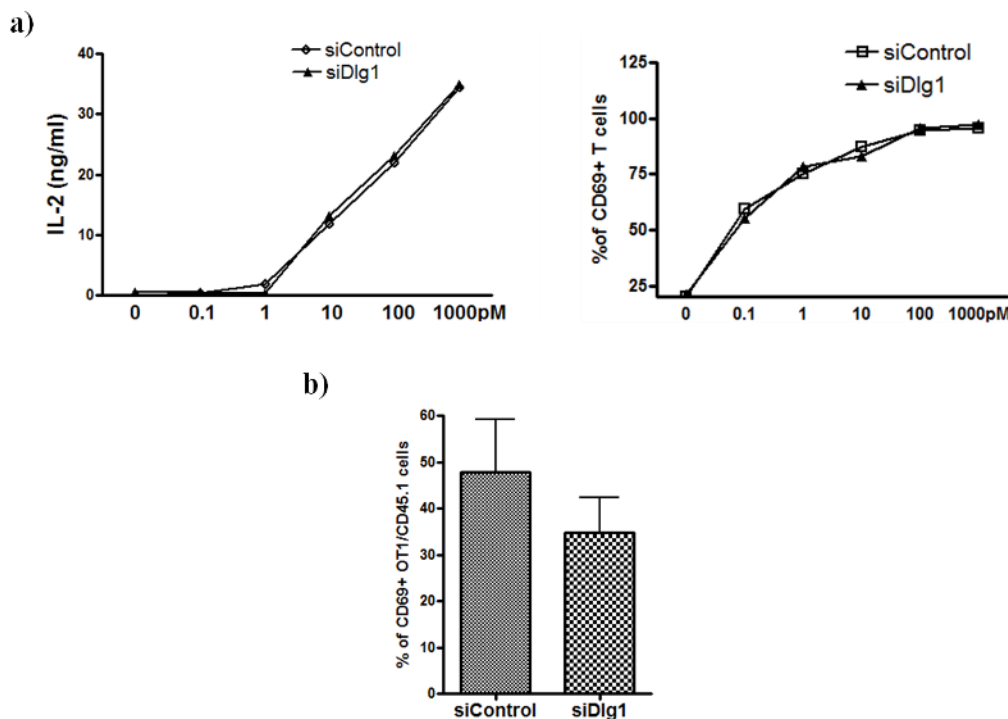 a)
siControl
siDlg1
40
30
20
10
0
IL-2 (ng/ml)
0 0.1 1 10 100 1000pM
siControl
siDlg1
125
100
75
50
25
%of CD69+ T cells
0 0.1 1 10 100 1000pM
b)
60
50
40
30
20
10
0
% of CD69+ OT1/CD45.1 cells
siControl siDlg1